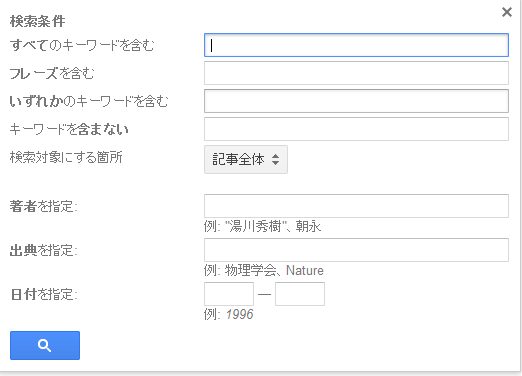 検索条件
すべてのキーワードを含む
フレーズを含む
いずれかのキーワードを含む
キーワードを含まない
検索対象にする箇所 記事全体
著者を指定:
例: "湯川秀樹"、朝永
出典を指定:
例: 物理学会、Nature
日付を指定: —
例: 1996